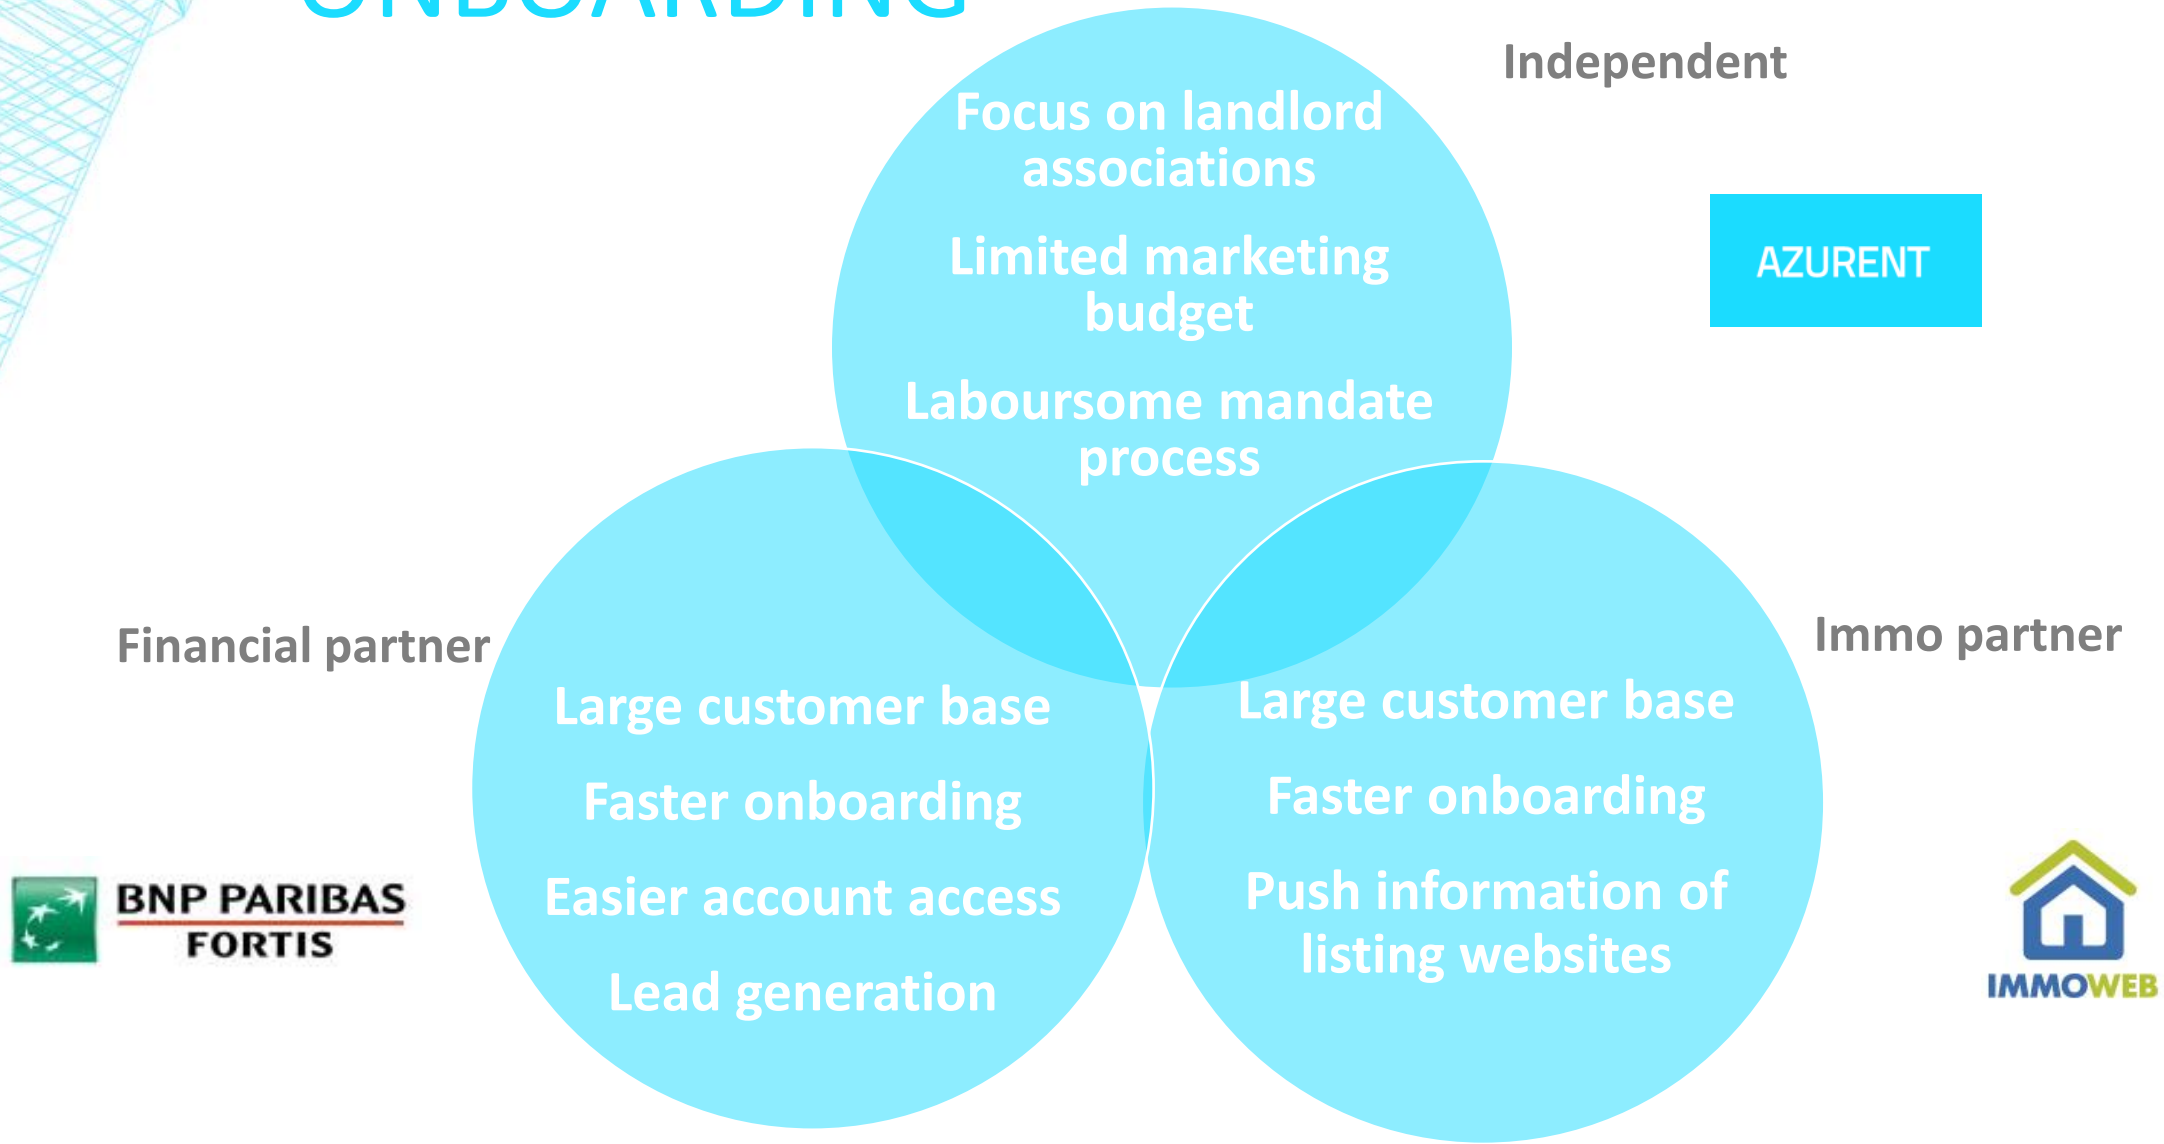 ONBOARDING
Independent
Focus on landlord
associations
Limited marketing
budget
Laboursome mandate
process
AZURENT
Financial partner
Large customer base
Faster onboarding
Easier account access
Lead generation
BNP PARIBAS
FORTIS
Immo partner
Large customer base
Faster onboarding
Push information of
listing websites
IMMOWEB